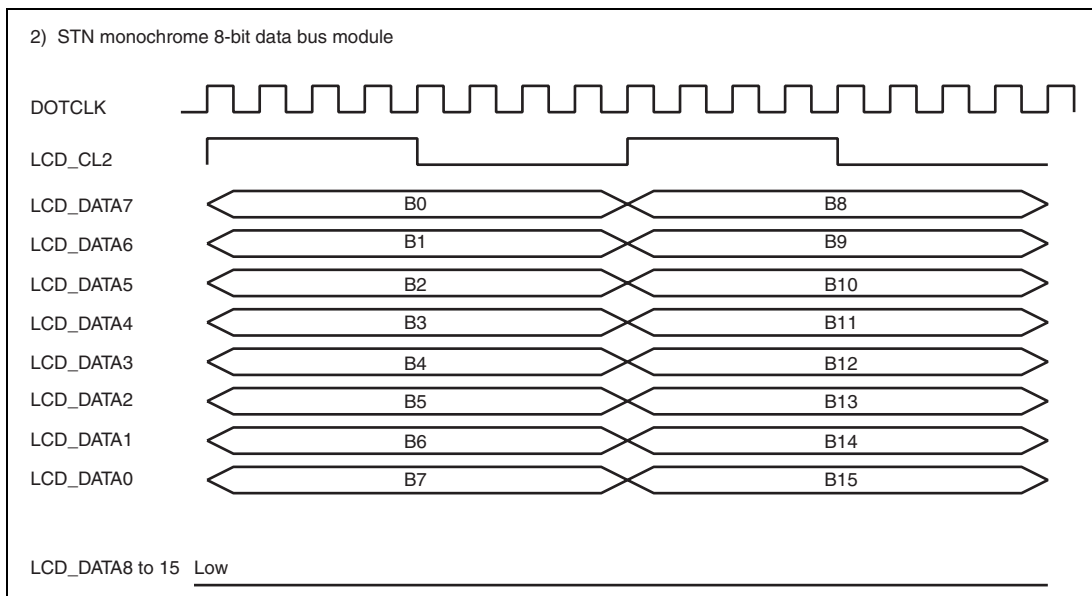 2) STN monochrome 8-bit data bus module
DOTCLK
LCD_CL2
LCD_DATA7 B0 B8
LCD_DATA6 B1 B9
LCD_DATA5 B2 B10
LCD_DATA4 B3 B11
LCD_DATA3 B4 B12
LCD_DATA2 B5 B13
LCD_DATA1 B6 B14
LCD_DATA0 B7 B15
LCD_DATA8 to 15 Low